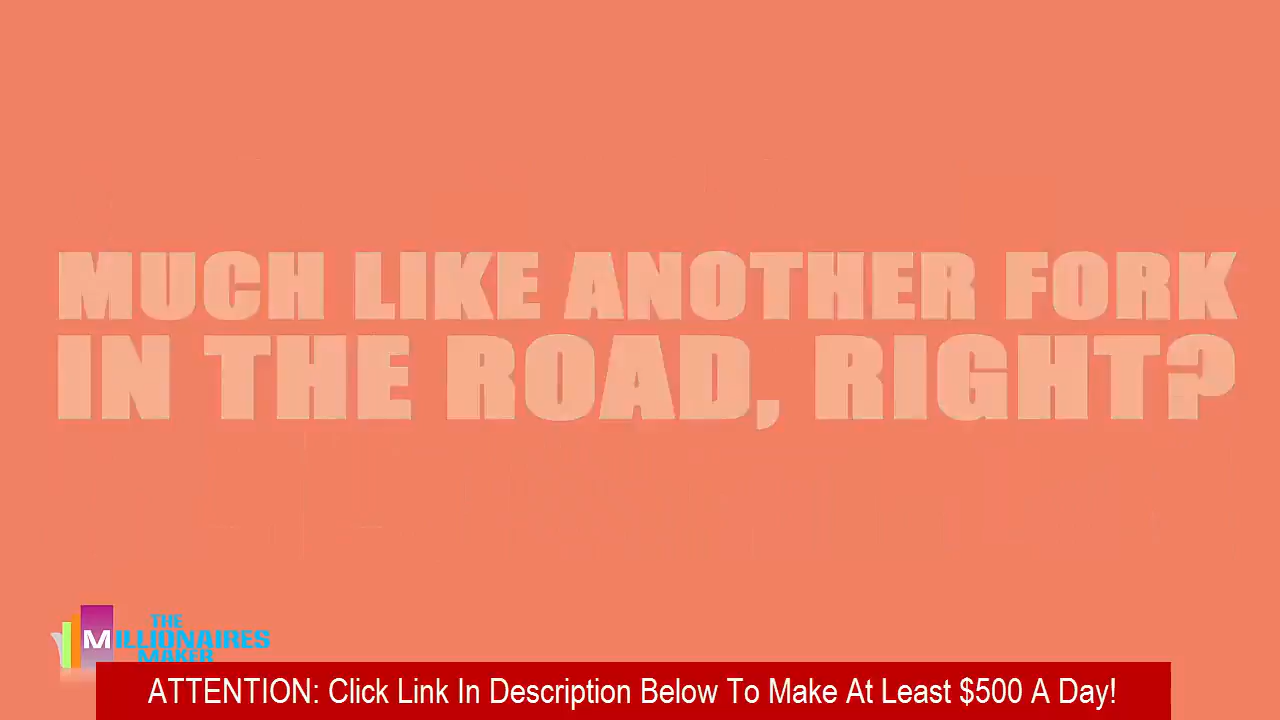 MUCH LIKE ANOTHER FORK
IN THE ROAD, RIGHT?
THE
MILLIONAIRES
MAKER
ATTENTION: Click Link In Description Below To Make At Least $500 A Day!